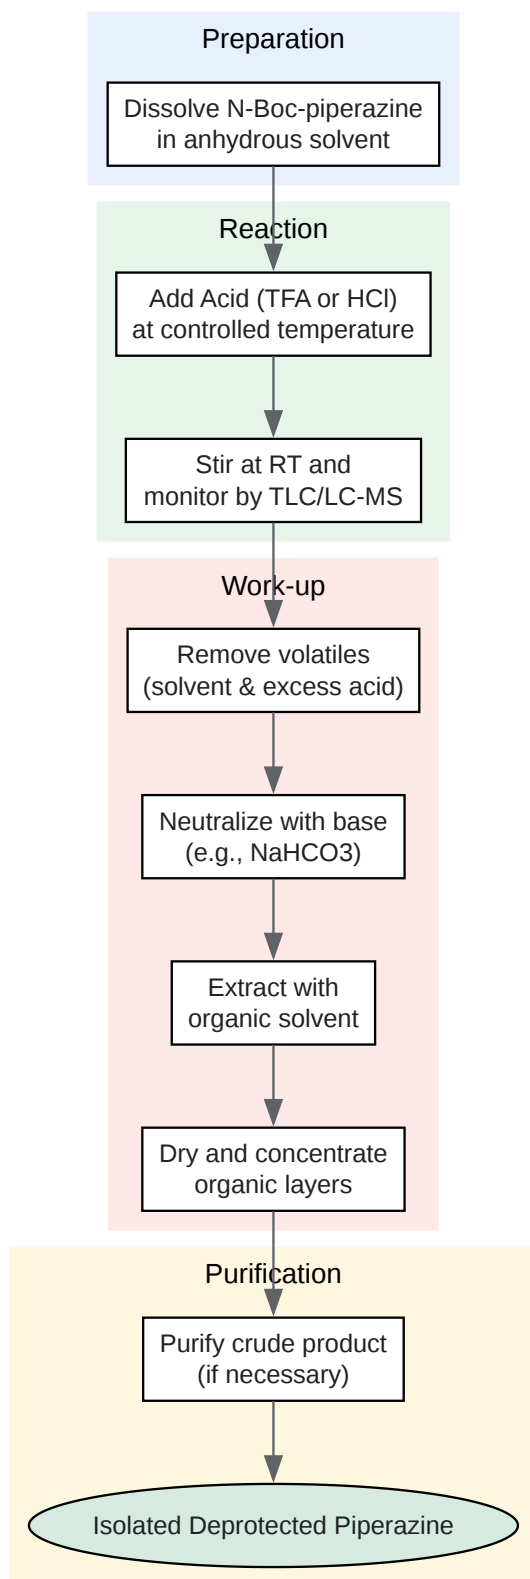 Preparation
Dissolve N-Boc-piperazine
in anhydrous solvent
Reaction
Add Acid (TFA or HCl)
at controlled temperature
Stir at RT and
monitor by TLC/LC-MS
Work-up
Remove volatiles
(solvent & excess acid)
Neutralize with base
(e.g., NaHCO3)
Extract with
organic solvent
Dry and concentrate
organic layers
Purification
Purify crude product
(if necessary)
Isolated Deprotected Piperazine